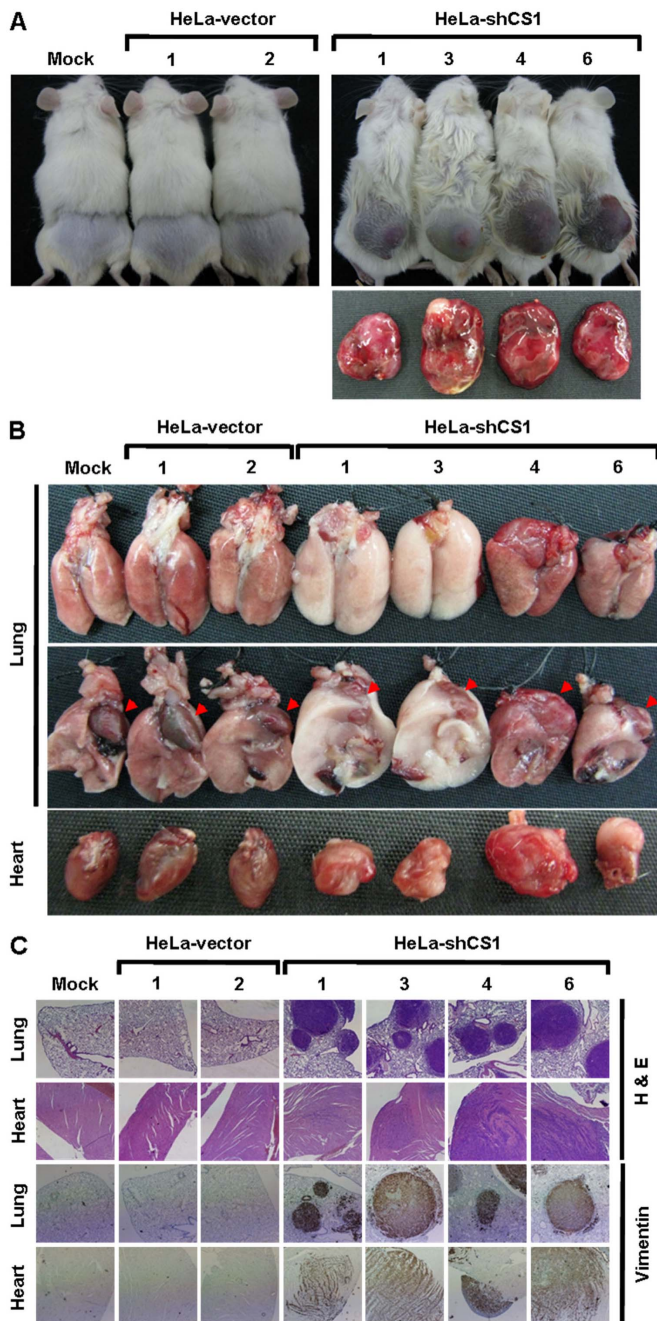 A
HeLa-vector HeLa-shCS1
Mock 1 2 1 3 4 6
B
HeLa-vector HeLa-shCS1
Mock 1 2 1 3 4 6
Lung
Heart
C
HeLa-vector HeLa-shCS1
Mock 1 2 1 3 4 6
Lung
Heart
H & E
Lung
Heart
Vimentin